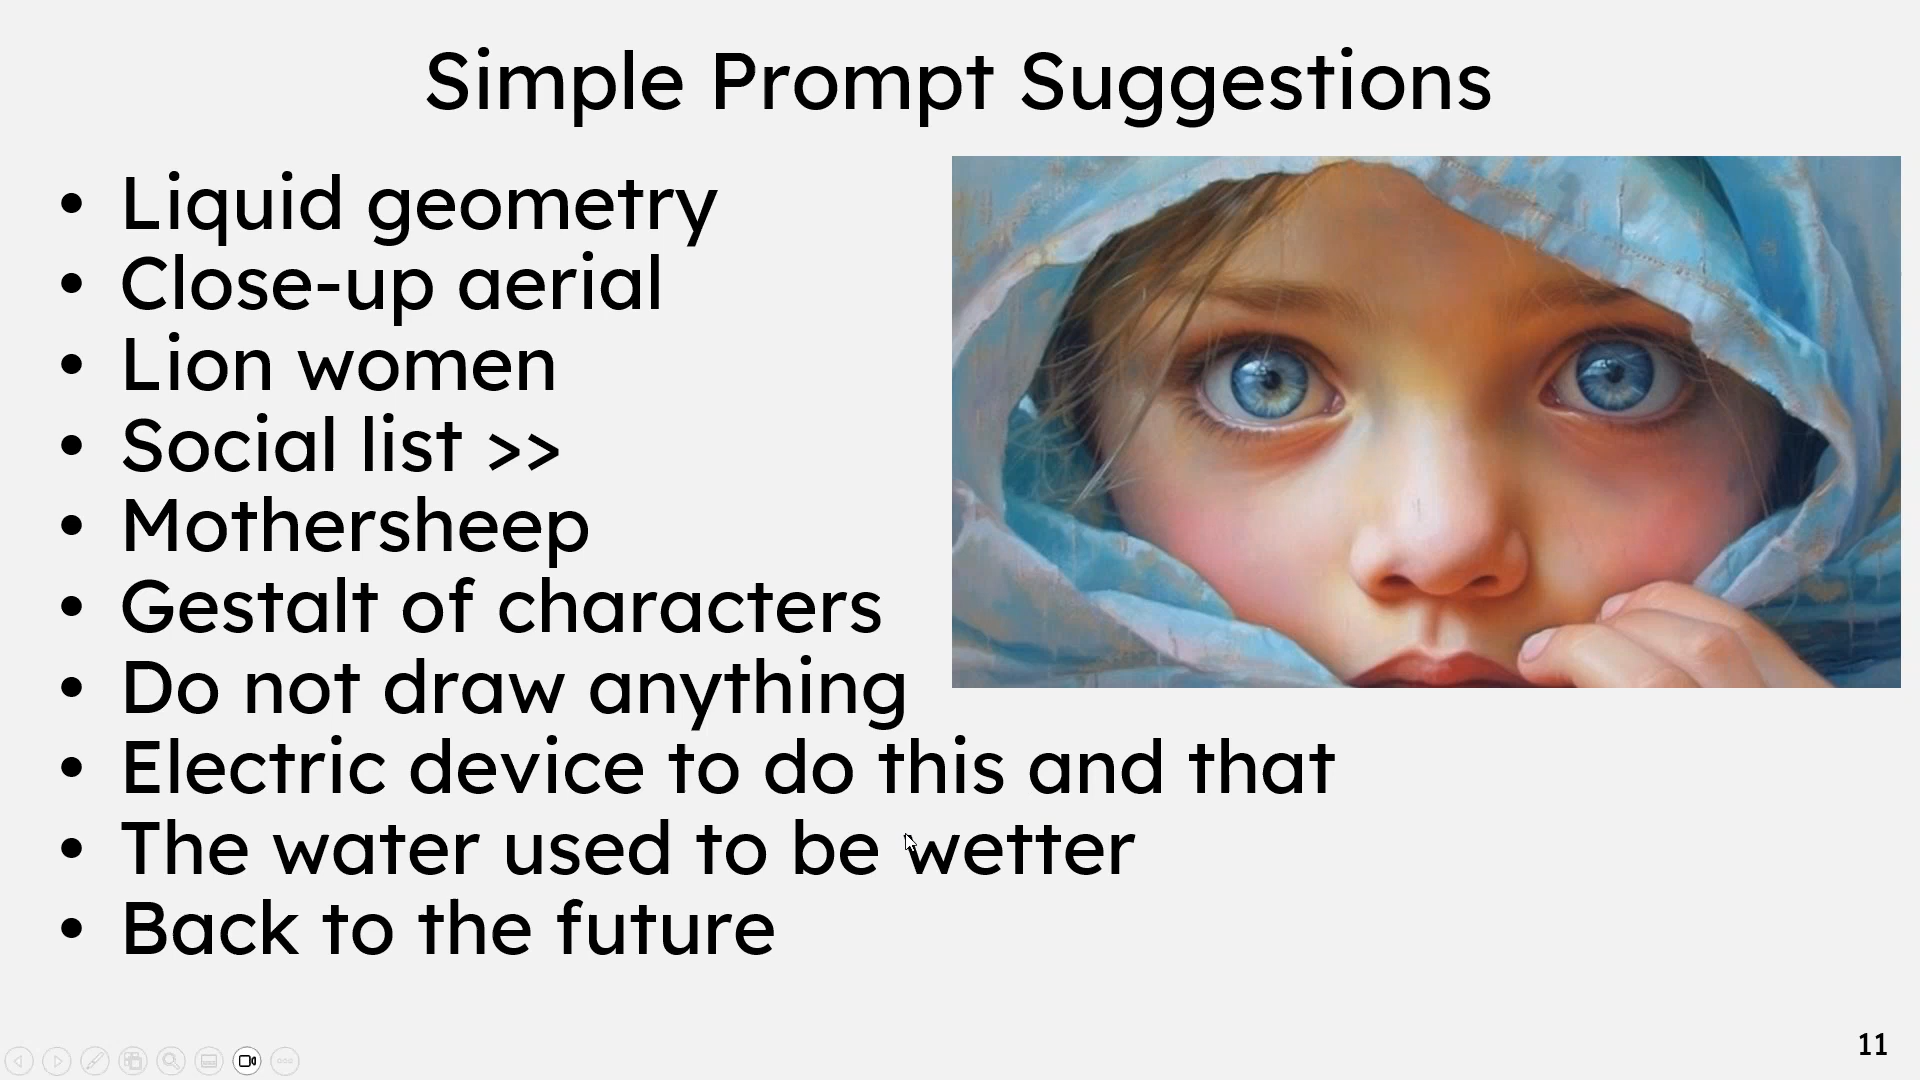 Simple Prompt Suggestions
• Liquid geometry
• Close-up aerial
• Lion women
• Social list >>
• Mothersheep
• Gestalt of characters
• Do not draw anything
• Electric device to do this and that
• The water used to be wetter
• Back to the future
11